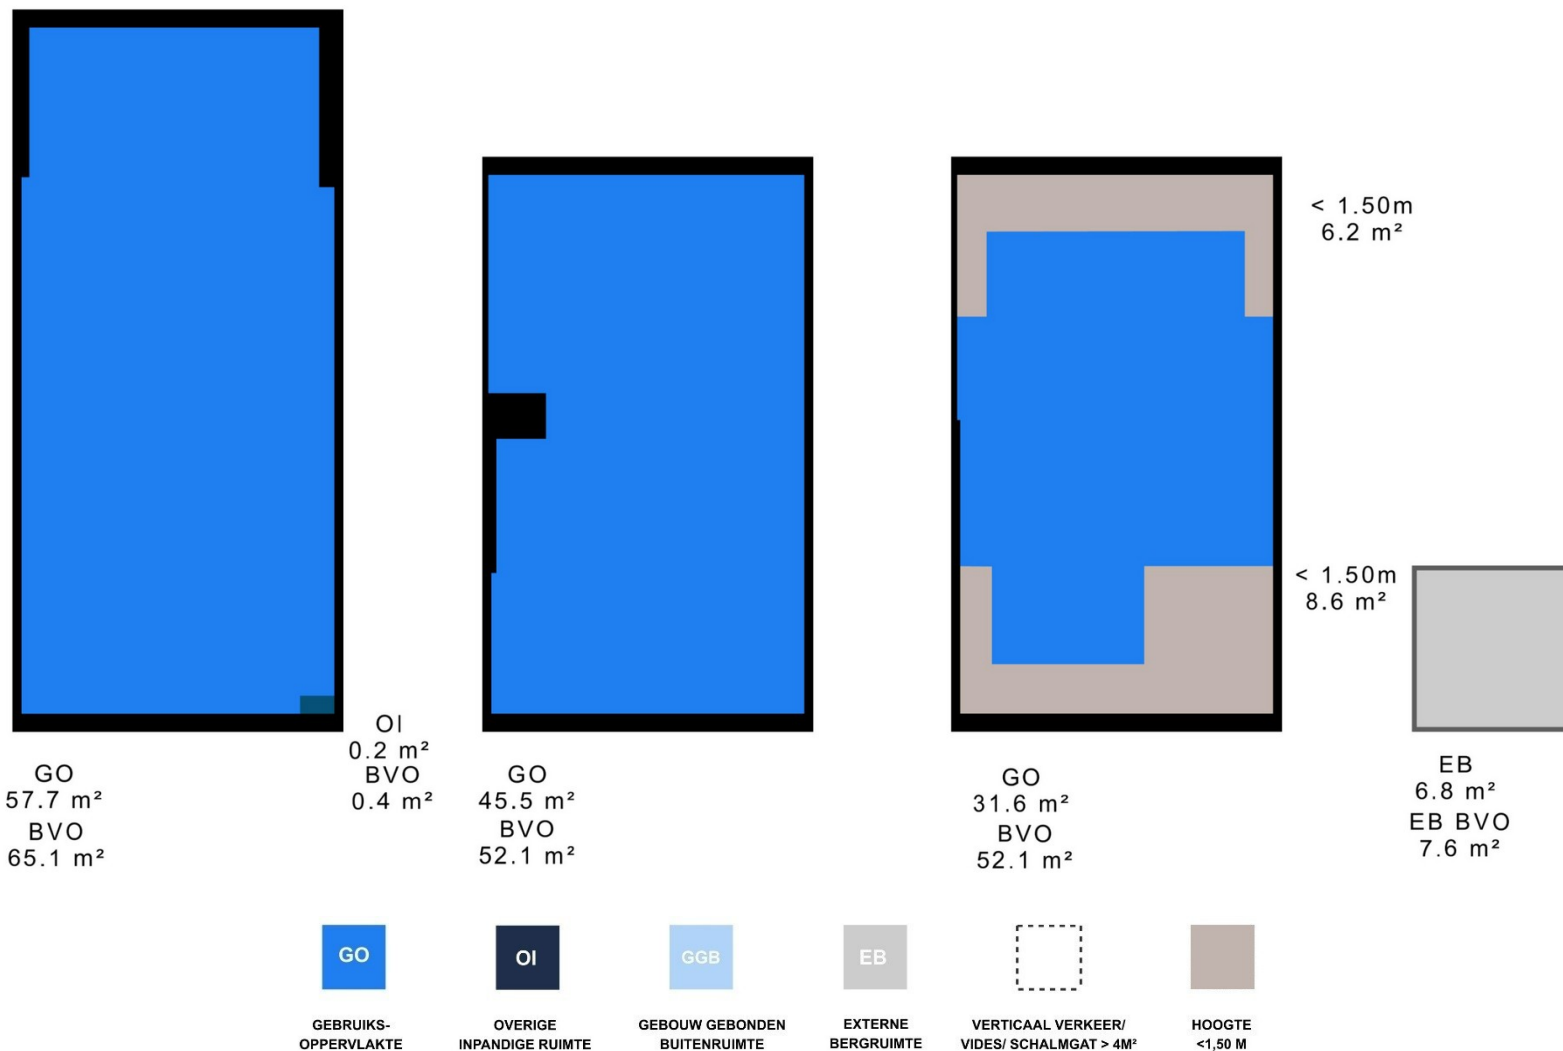 < 1.50m
6.2 m²
< 1.50m
8.6 m²
OI
0.2 m²
BVO
0.4 m²
GO
57.7 m²
BVO
65.1 m²
GO
45.5 m²
BVO
52.1 m²
GO
31.6 m²
BVO
52.1 m²
EB
6.8 m²
EB BVO
7.6 m²
GO
GEBRUIKS-
OPPERVLAKTE
OI
OVERIGE
INPANDIGE RUIMTE
GGB
GEBOUW GEBONDEN
BUITENRUIMTE
EB
EXTERNE
BERGRUIMTE
VERTICAAL VERKEER/
VIDES/ SCHALMGAT > 4M²
HOOGTE
<1,50 M